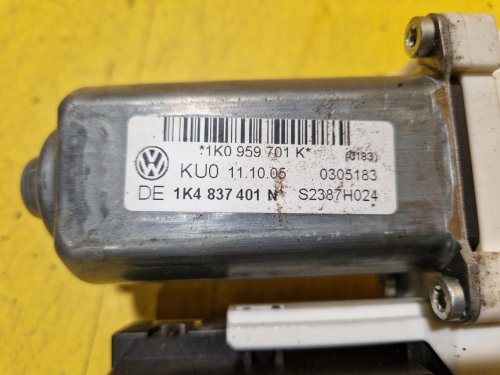 *1K0 959 701 K* (0183)
KU0 11.10.05 0305183
DE 1K4 837 401 N S2387H024